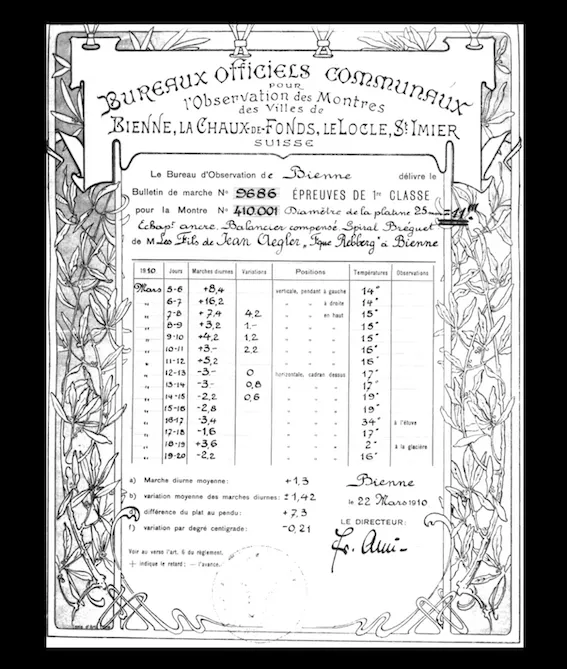 BUREAUX OFFICIELS COMMUNAUX
POUR
l'Observation des Montres
des Villes de
BIENNE, LA CHAUX-DE-FONDS, LE LOCLE, St IMIER
SUISSE
Le Bureau d'Observation de Bienne délivre le
Bulletin de marche No 9686 ÉPREUVES DE 1re CLASSE
pour la Montre No 410.001 Diamètre de la platine 25 mm = 11'''
Echapt ancre. Balancier compensé Spiral Bréguet
de M Les Fils de Jean Aegler, "Fque Rebberg" à Bienne
1910 Jours Marches diurnes Variations Positions Températures Observations
Mars 5-6 +8,4 verticale, pendant à gauche 14°
" 6-7 +16,2 " " à droite 14°
" 7-8 +7,4 4,2 " " en haut 15°
" 8-9 +3,2 1.- " " " 15°
" 9-10 +4,2 1,2 " " " 15°
" 10-11 +3.- 2,2 " " " 16°
" 11-12 +5,2 " " " 16°
" 12-13 -3.- 0 horizontale, cadran dessus 17°
" 13-14 -3.- 0,8 " " " 17°
" 14-15 -2,2 0,6 " " " 19°
" 15-16 -2,8 " " " 19°
" 16-17 -3,4 " " " 34° à l'étuve
" 17-18 -1,6 " " " 17°
" 18-19 +3,6 " " " 2° à la glacière
" 19-20 -2,2 " " " 16°
a) Marche diurne moyenne: +1,3
b) variation moyenne des marches diurnes: ±1,42
d) différence du plat au pendu: +7,3
f) variation par degré centigrade: -0,21
Voir au verso l'art. 6 du règlement.
+ indique le retard: - l'avance.
Bienne
le 22 Mars 1910
LE DIRECTEUR: